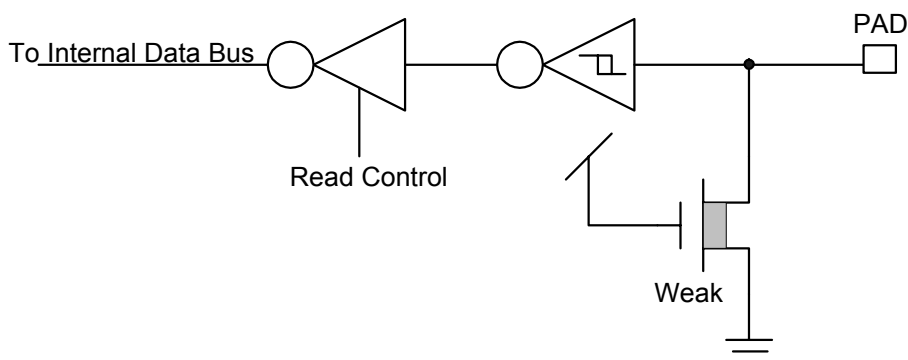 PAD
To Internal Data Bus
Read Control
Weak